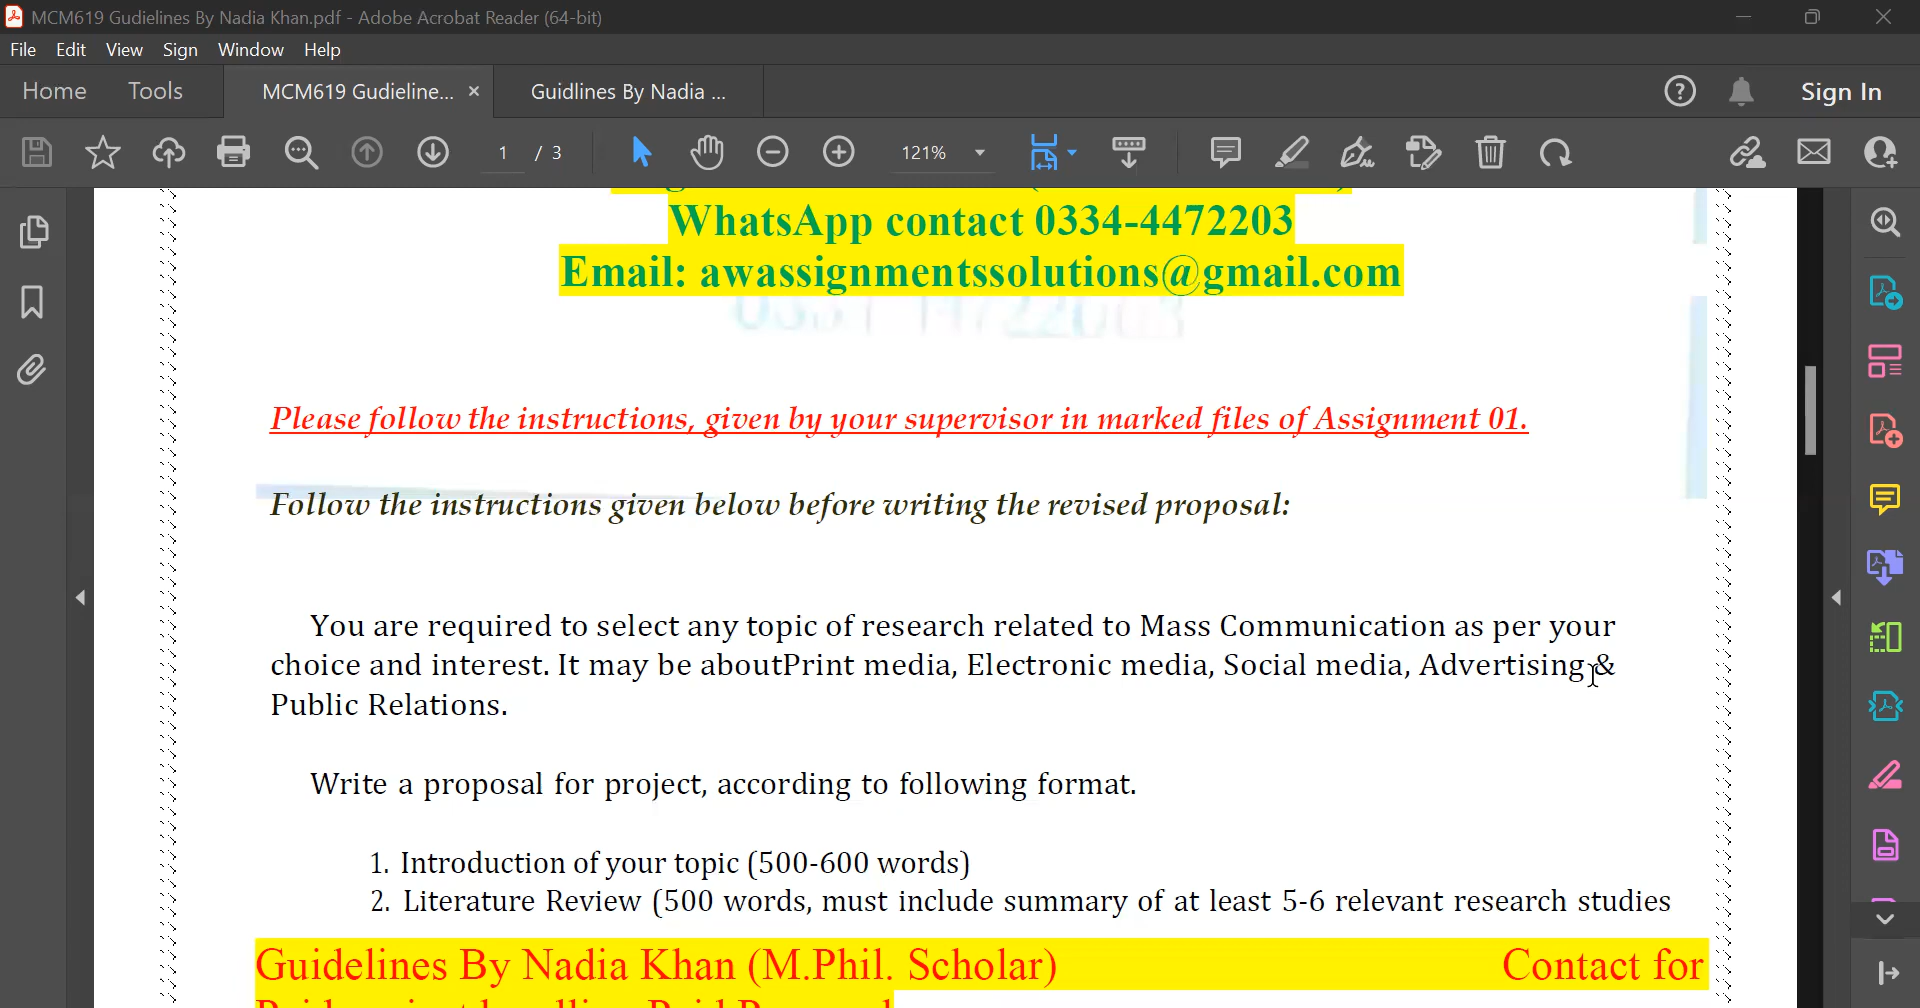 MCM619 Gudielines By Nadia Khan.pdf - Adobe Acrobat Reader (64-bit)
File Edit View Sign Window Help
Home Tools MCM619 Gudieline... × Guidlines By Nadia ... Sign In
1 / 3 121%
WhatsApp contact 0334-4472203
Email: awassignmentssolutions@gmail.com
Please follow the instructions, given by your supervisor in marked files of Assignment 01.
Follow the instructions given below before writing the revised proposal:
You are required to select any topic of research related to Mass Communication as per your
choice and interest. It may be aboutPrint media, Electronic media, Social media, Advertising &
Public Relations.
Write a proposal for project, according to following format.
1. Introduction of your topic (500-600 words)
2. Literature Review (500 words, must include summary of at least 5-6 relevant research studies
Guidelines By Nadia Khan (M.Phil. Scholar) Contact for